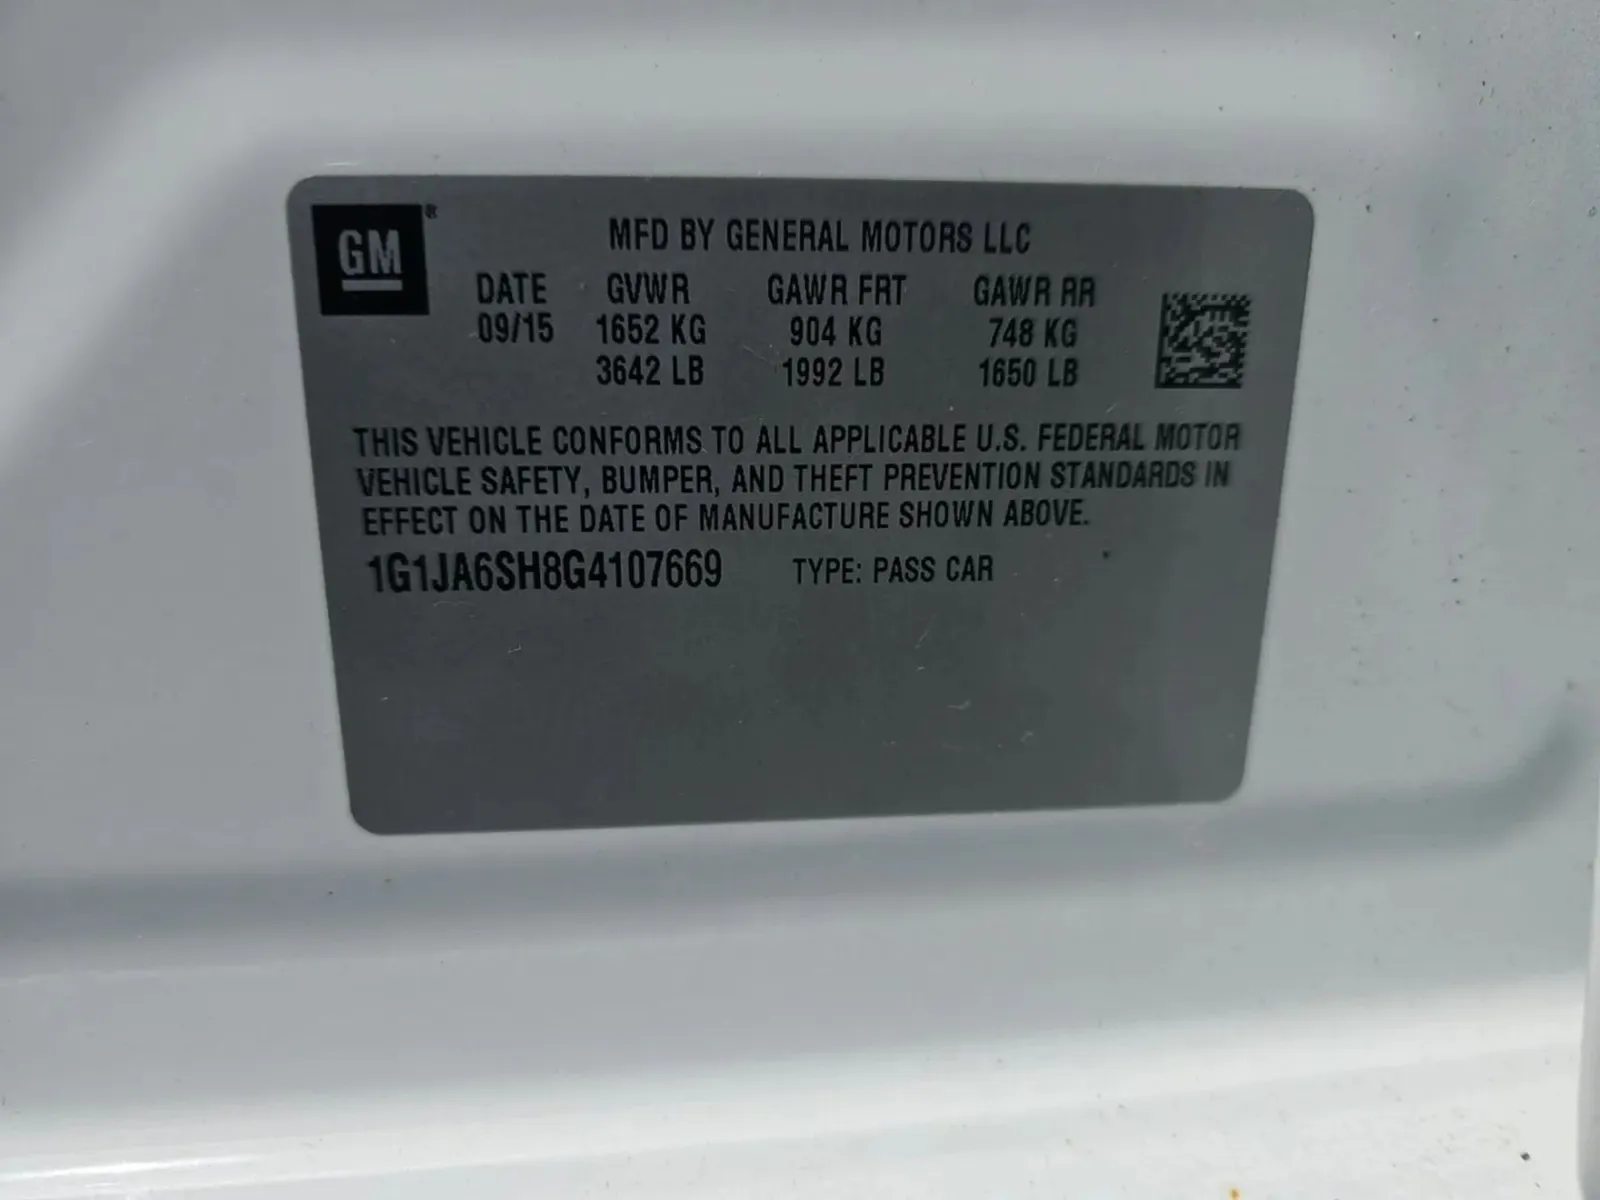 GM®
MFD BY GENERAL MOTORS LLC
DATE GVWR GAWR FRT GAWR RR
09/15 1652 KG 904 KG 748 KG
3642 LB 1992 LB 1650 LB
THIS VEHICLE CONFORMS TO ALL APPLICABLE U.S. FEDERAL MOTOR
VEHICLE SAFETY, BUMPER, AND THEFT PREVENTION STANDARDS IN
EFFECT ON THE DATE OF MANUFACTURE SHOWN ABOVE.
1G1JA6SH8G4107669 TYPE: PASS CAR